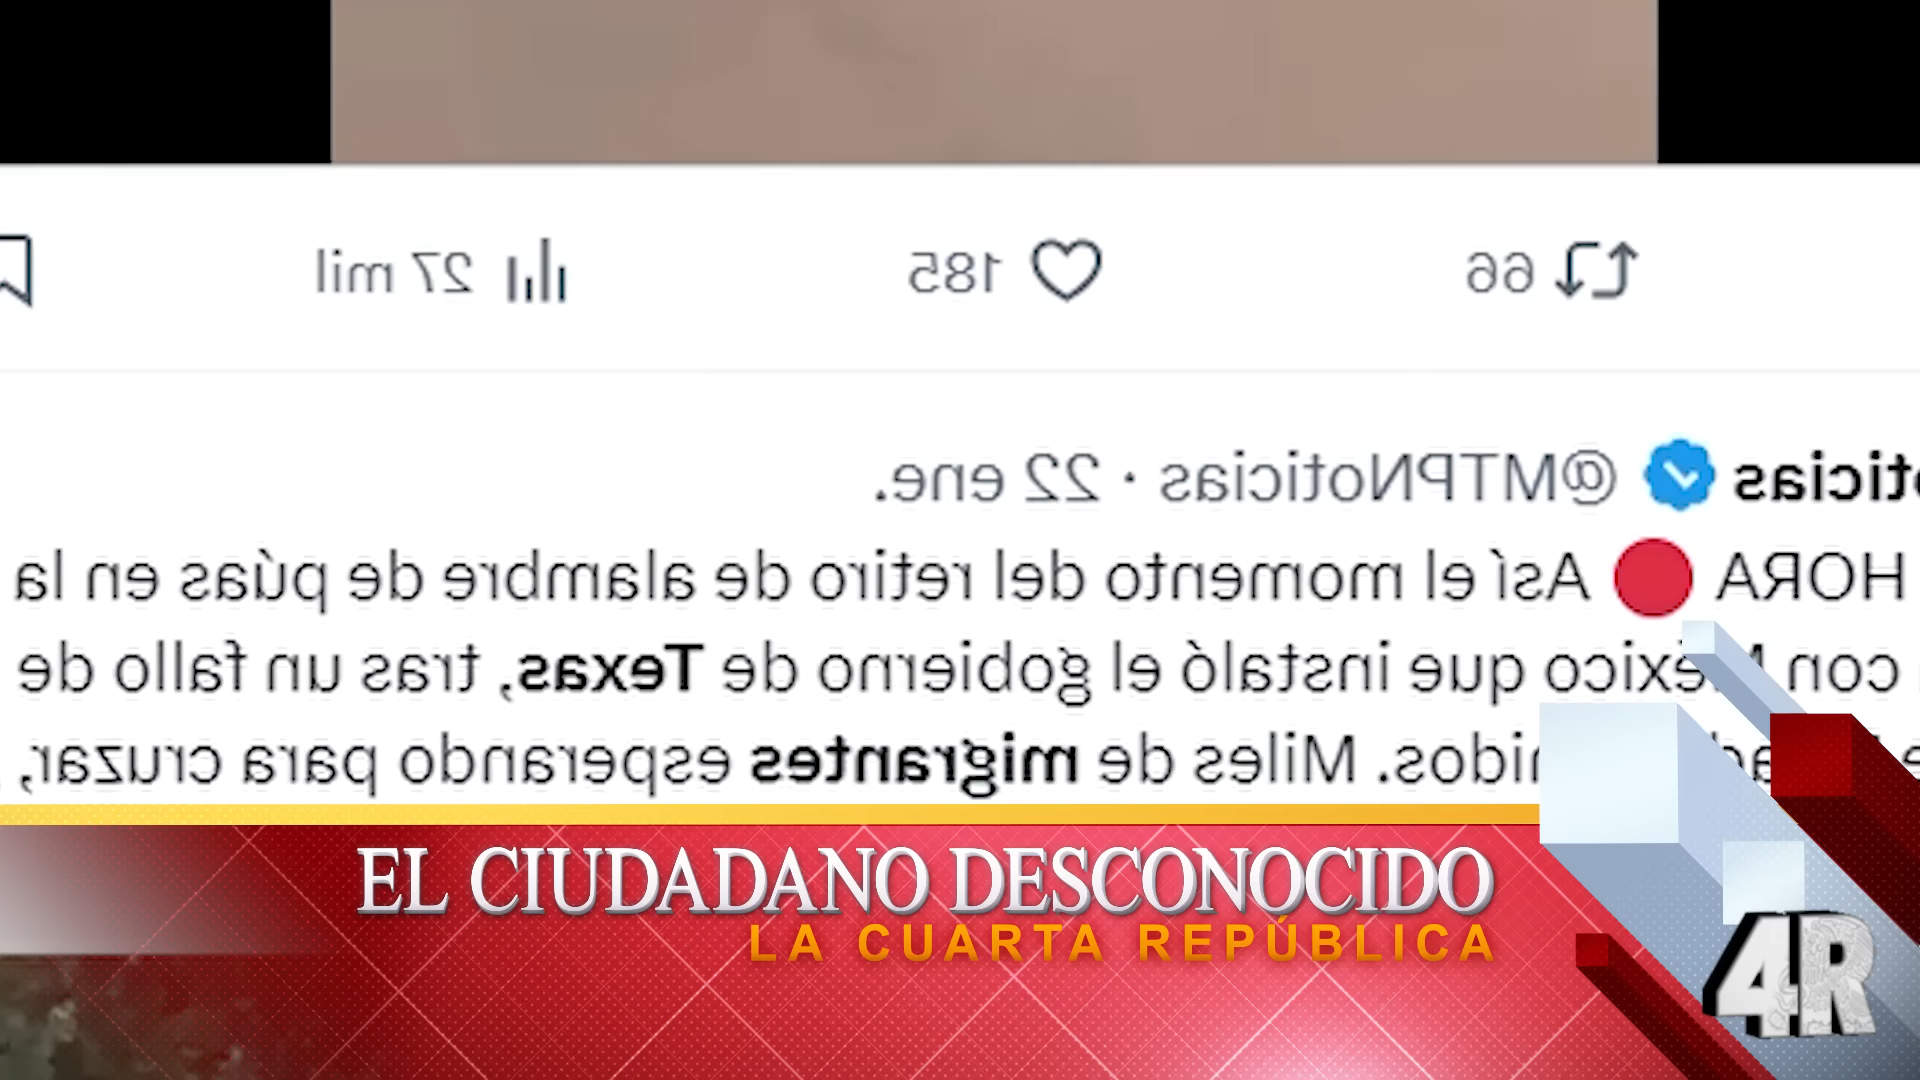 66 185 27 mil
oticias @MTPNoticias · 22 ene.
HORA Así el momento del retiro de alambre de púas en la
con México que instaló el gobierno de Texas, tras un fallo de
nidos. Miles de migrantes esperando para cruzar,
EL CIUDADANO DESCONOCIDO
LA CUARTA REPÚBLICA
4R